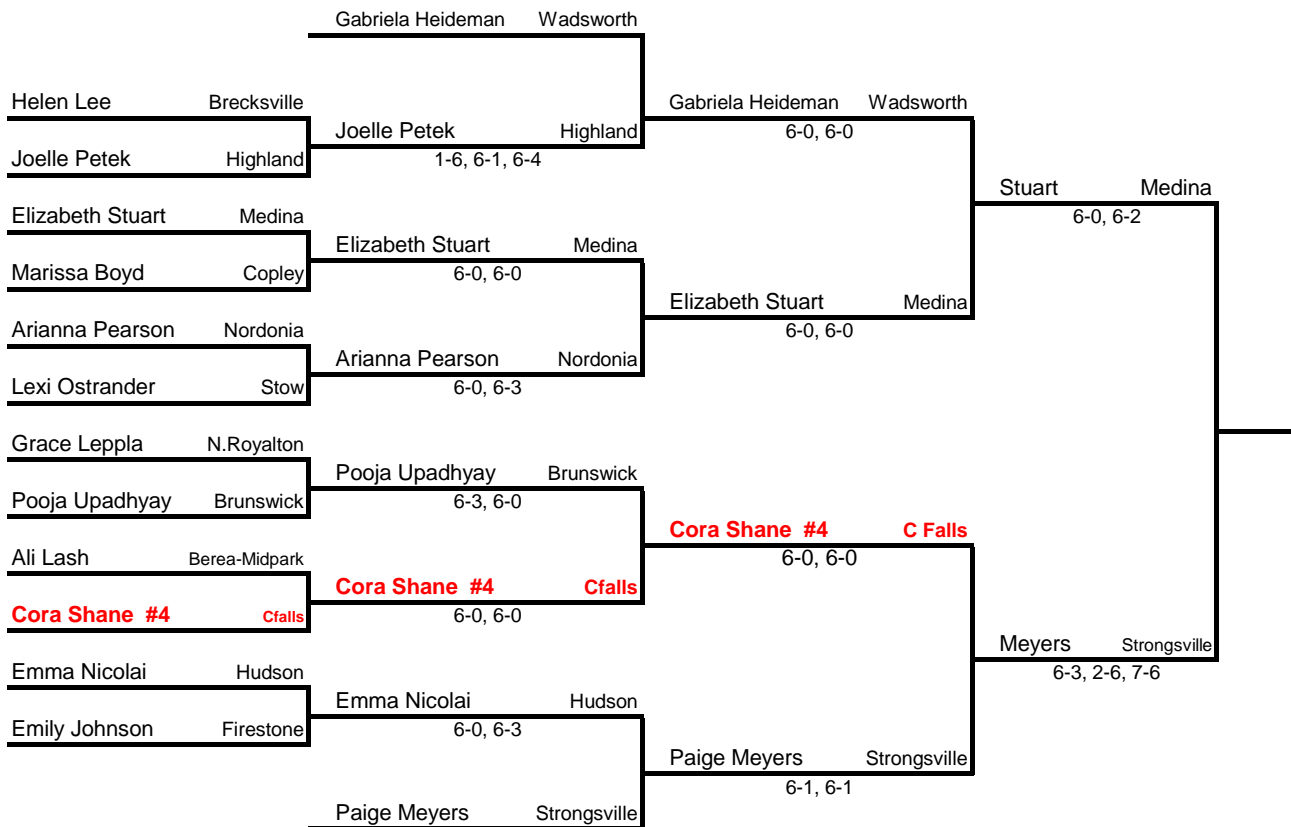 Gabriela Heideman Wadsworth
Helen Lee Brecksville
Gabriela Heideman Wadsworth
Joelle Petek Highland
6-0, 6-0
Joelle Petek Highland
1-6, 6-1, 6-4
Stuart Medina
Elizabeth Stuart Medina
6-0, 6-2
Elizabeth Stuart Medina
Marissa Boyd Copley
6-0, 6-0
Elizabeth Stuart Medina
Arianna Pearson Nordonia
6-0, 6-0
Arianna Pearson Nordonia
Lexi Ostrander Stow
6-0, 6-3
Grace Leppla N.Royalton
Pooja Upadhyay Brunswick
Pooja Upadhyay Brunswick
6-3, 6-0
Cora Shane #4 C Falls
Ali Lash Berea-Midpark
6-0, 6-0
Cora Shane #4 Cfalls
Cora Shane #4 Cfalls
6-0, 6-0
Meyers Strongsville
Emma Nicolai Hudson
6-3, 2-6, 7-6
Emma Nicolai Hudson
Emily Johnson Firestone
6-0, 6-3
Paige Meyers Strongsville
6-1, 6-1
Paige Meyers Strongsville